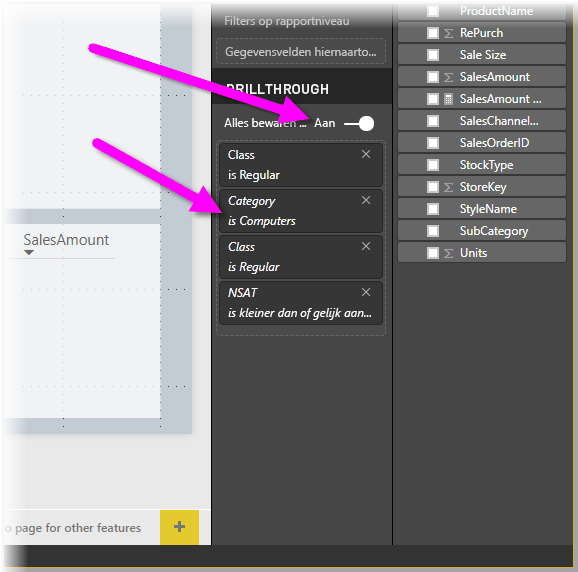 Filters op rapportniveau
Gegevensvelden hiernaarto...
DRILLTHROUGH
Alles bewaren ... Aan
Class
is Regular
Category
is Computers
Class
is Regular
NSAT
is kleiner dan of gelijk aan...
SalesAmount
o page for other features
+
ProductName
RePurch
Sale Size
SalesAmount
SalesAmount ...
SalesChannel...
SalesOrderID
StockType
StoreKey
StyleName
SubCategory
Units